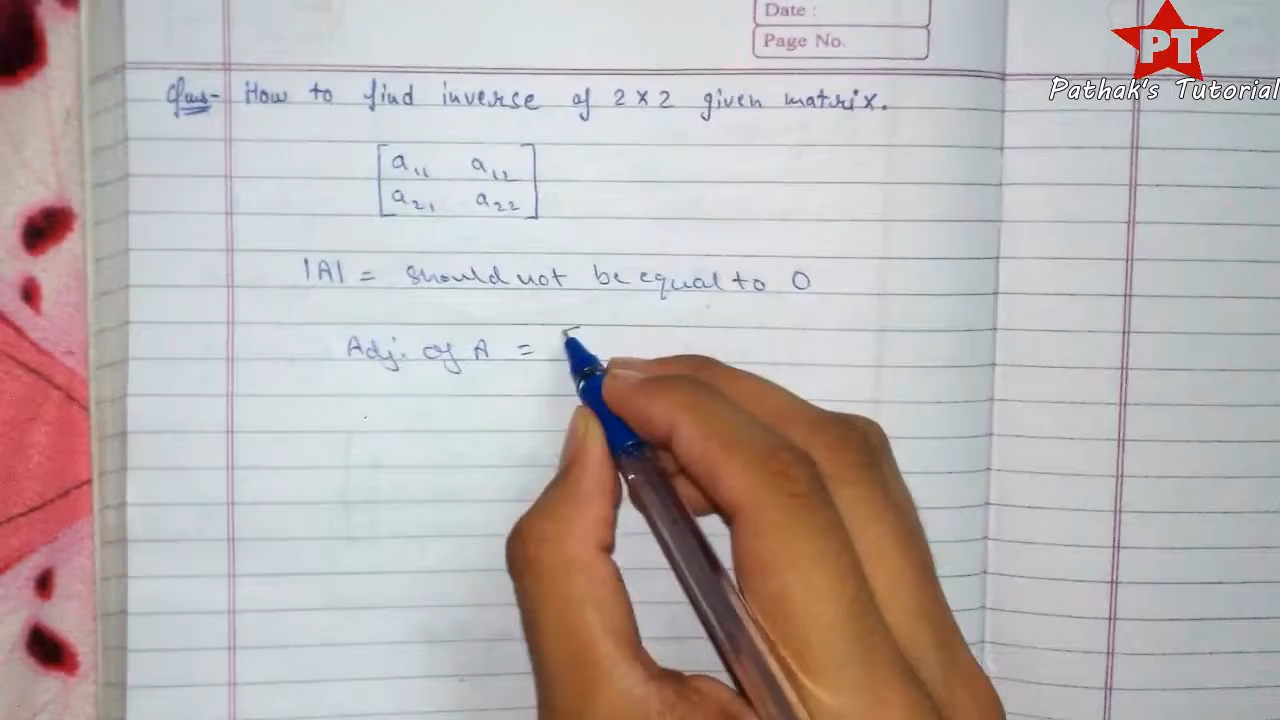 Date :
Page No.
PT
Pathak's Tutorial
Ques- How to find inverse of 2 × 2 given matrix.
a11 a12
a21 a22
|A| = should not be equal to 0
Adj. of A =